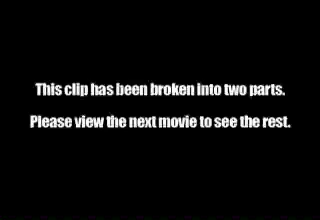 This clip has been broken into two parts.
Please view the next movie to see the rest.